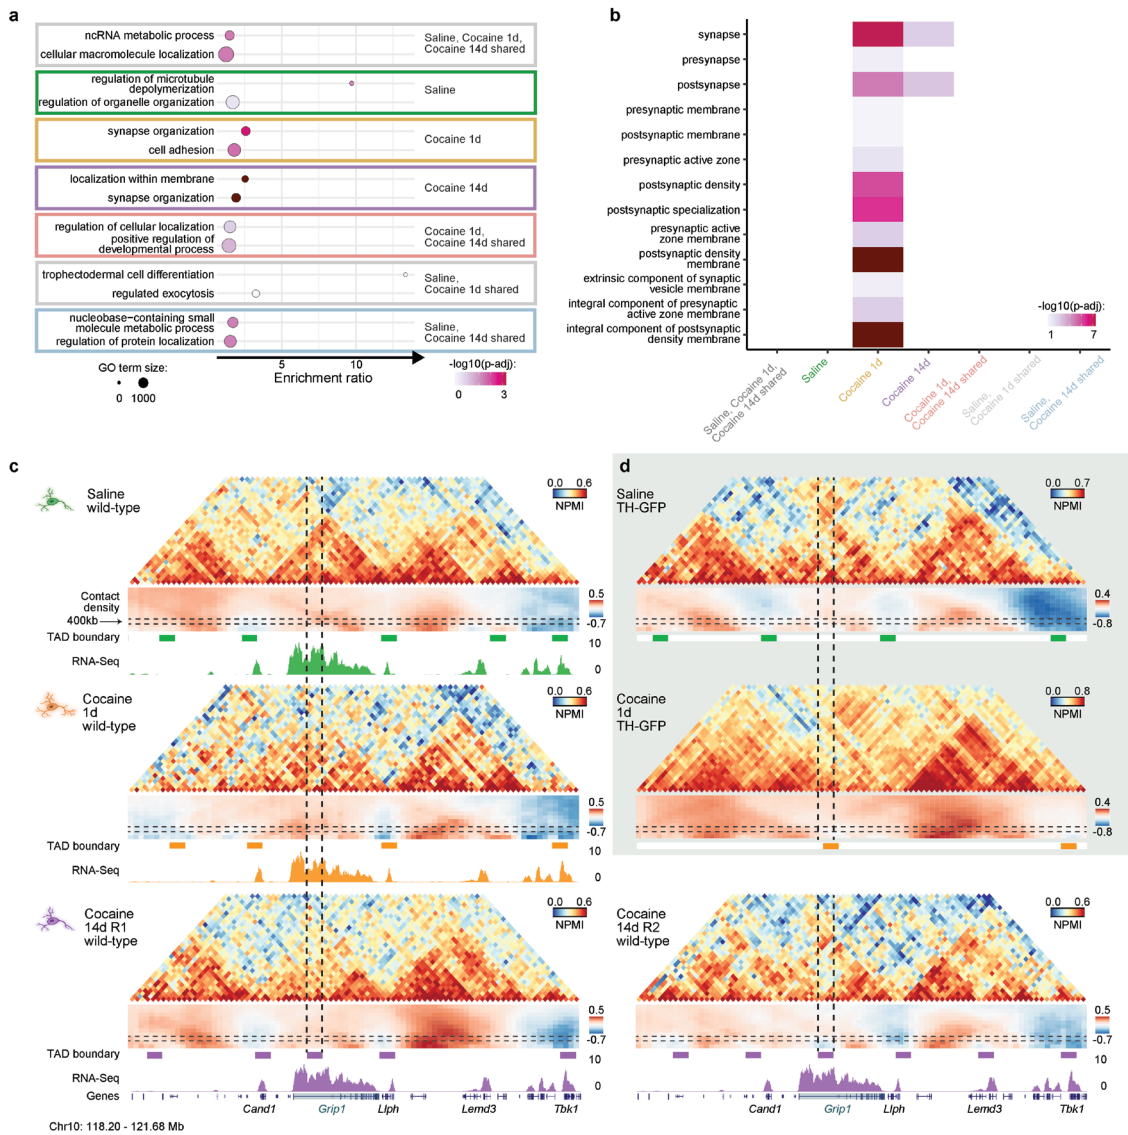 a
ncRNA metabolic process
cellular macromolecule localization
Saline, Cocaine 1d,
Cocaine 14d shared
regulation of microtubule
depolymerization
regulation of organelle organization
Saline
synapse organization
cell adhesion
Cocaine 1d
localization within membrane
synapse organization
Cocaine 14d
regulation of cellular localization
positive regulation of
developmental process
Cocaine 1d,
Cocaine 14d shared
trophectodermal cell differentiation
regulated exocytosis
Saline,
Cocaine 1d shared
nucleobase−containing small
molecule metabolic process
regulation of protein localization
Saline,
Cocaine 14d shared
5
10
Enrichment ratio
GO term size:
0
1000
-log10(p-adj):
0
3
b
synapse
presynapse
postsynapse
presynaptic membrane
postsynaptic membrane
presynaptic active zone
postsynaptic density
postsynaptic specialization
presynaptic active
zone membrane
postsynaptic density
membrane
extrinsic component of synaptic
vesicle membrane
integral component of presynaptic
active zone membrane
integral component of postsynaptic
density membrane
-log10(p-adj):
1
7
Saline, Cocaine 1d,
Cocaine 14d shared
Saline
Cocaine 1d
Cocaine 14d
Cocaine 1d,
Cocaine 14d shared
Saline,
Cocaine 1d shared
Saline,
Cocaine 14d shared
c
Saline
wild-type
0.0 0.6
NPMI
Contact
density
400kb
0.5
-0.7
TAD boundary
RNA-Seq
10
0
Cocaine
1d
wild-type
0.0 0.6
NPMI
0.5
-0.7
TAD boundary
RNA-Seq
10
0
Cocaine
14d R1
wild-type
0.0 0.6
NPMI
0.5
-0.7
TAD boundary
RNA-Seq
10
0
Genes
Cand1
Grip1
Llph
Lemd3
Tbk1
Chr10: 118.20 - 121.68 Mb
d
Saline
TH-GFP
0.0 0.7
NPMI
0.4
-0.8
Cocaine
1d
TH-GFP
0.0 0.8
NPMI
0.4
-0.8
Cocaine
14d R2
wild-type
0.0 0.6
NPMI
0.5
-0.7
10
0
Cand1
Grip1
Llph
Lemd3
Tbk1